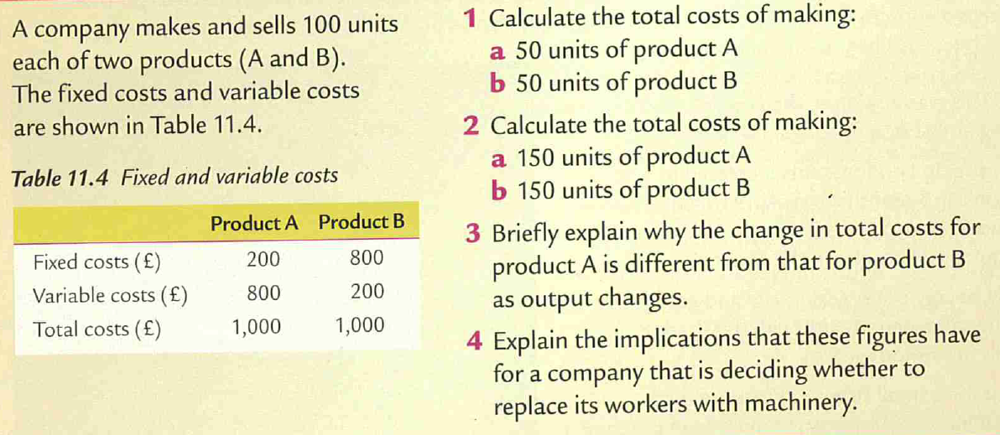 A company makes and sells 100 units
each of two products (A and B).
The fixed costs and variable costs
are shown in Table 11.4.
Table 11.4 Fixed and variable costs
Product A Product B
Fixed costs (£) 200 800
Variable costs (£) 800 200
Total costs (£) 1,000 1,000
1 Calculate the total costs of making:
a 50 units of product A
b 50 units of product B
2 Calculate the total costs of making:
a 150 units of product A
b 150 units of product B
3 Briefly explain why the change in total costs for
product A is different from that for product B
as output changes.
4 Explain the implications that these figures have
for a company that is deciding whether to
replace its workers with machinery.